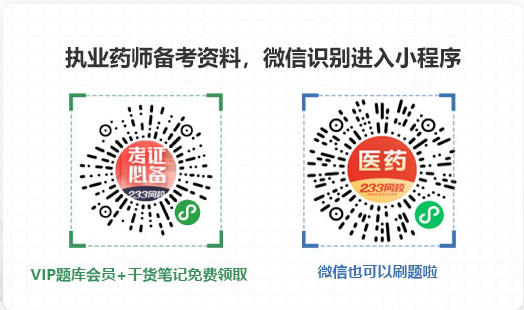 执业药师备考资料，微信识别进入小程序
考证
必备
233网校
医药
233网校
VIP题库会员+干货笔记免费领取
微信也可以刷题啦